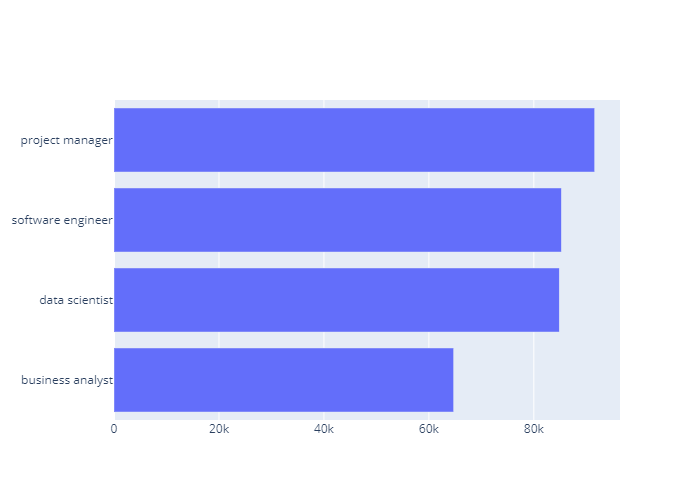 project manager
software engineer
data scientist
business analyst
0 20k 40k 60k 80k